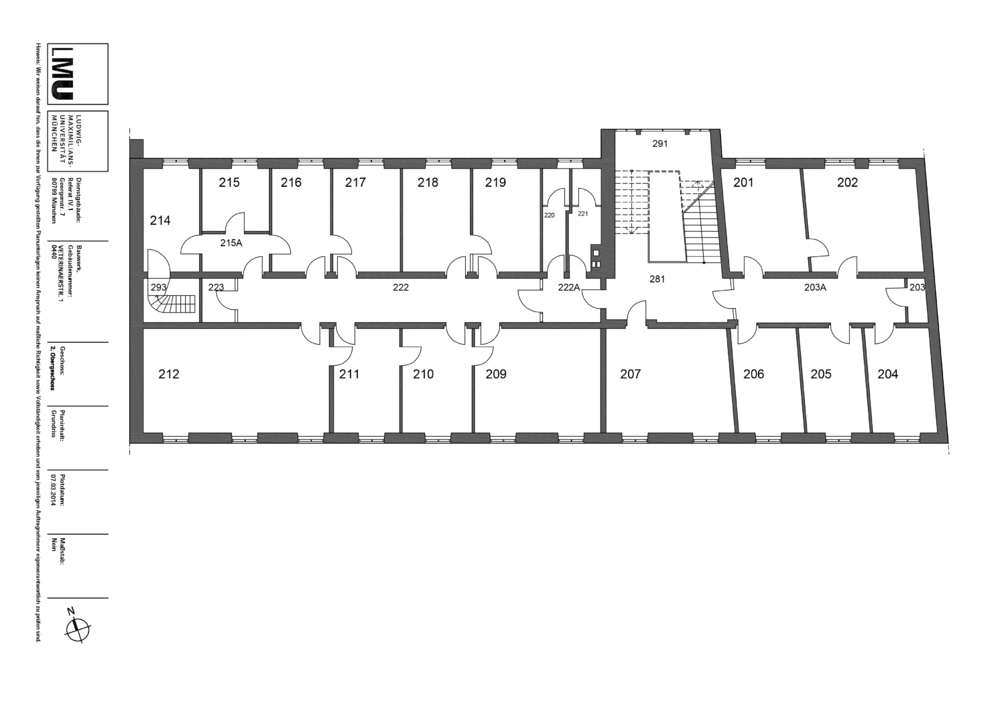 LMU
LUDWIG-
MAXIMILIANS-
UNIVERSITÄT
MÜNCHEN
Dienstgebäude:
Referat IV.1
Georgenstr. 7
80799 München
Bauwerk,
Gebäudenummer:
VETERINAERSTR. 1
0460
Geschoss:
2. Obergeschoss
Planinhalt:
Grundriss
Plotdatum:
07.03.2014
Maßstab:
Nein
N
Hinweis: Wir weisen darauf hin, dass die Ihnen zur Verfügung gestellten Planunterlagen keinen Anspruch auf maßliche Richtigkeit sowie Vollständigkeit erheben und vom jeweiligen Auftragnehmer eigenverantwortlich zu prüfen sind.
291
215 216 217 218 219 201 202
214 220 221
215A
293 223 222 222A 281 203A 203
212 211 210 209 207 206 205 204